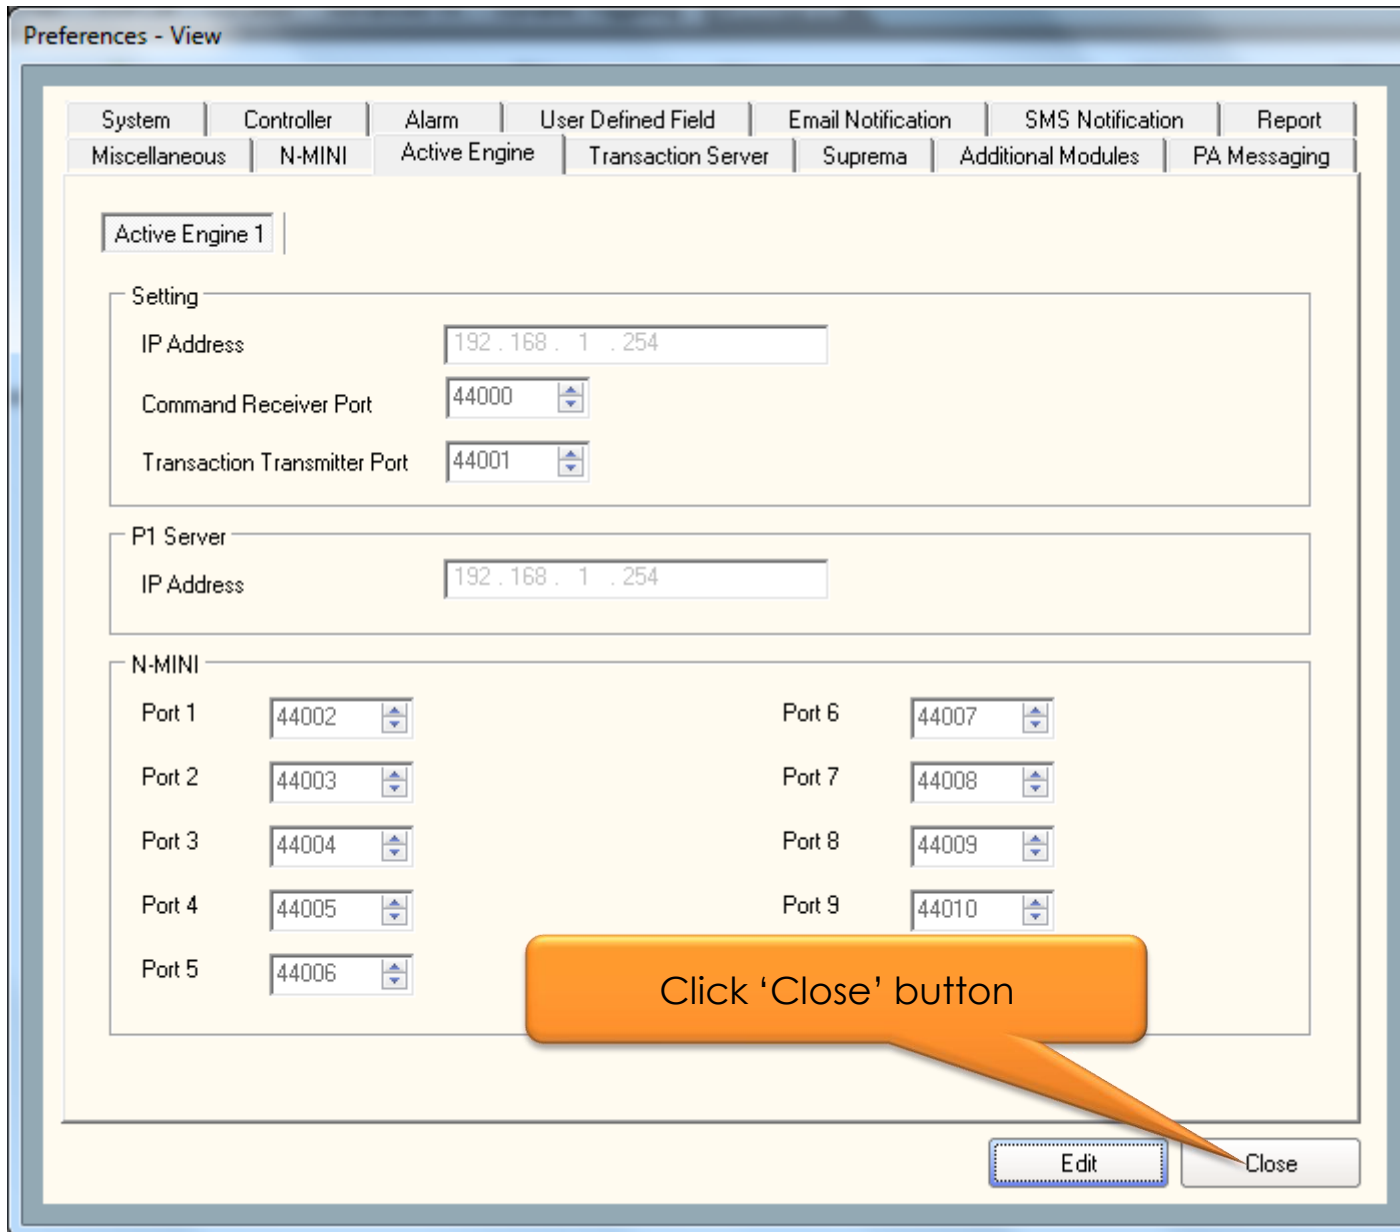 Preferences - View
System Controller Alarm User Defined Field Email Notification SMS Notification Report
Miscellaneous N-MINI Active Engine Transaction Server Suprema Additional Modules PA Messaging
Active Engine 1
Setting
IP Address 192 . 168 . 1 . 254
Command Receiver Port 44000
Transaction Transmitter Port 44001
P1 Server
IP Address 192 . 168 . 1 . 254
N-MINI
Port 1 44002 Port 6 44007
Port 2 44003 Port 7 44008
Port 3 44004 Port 8 44009
Port 4 44005 Port 9 44010
Port 5 44006
Click ‘Close’ button
Edit Close